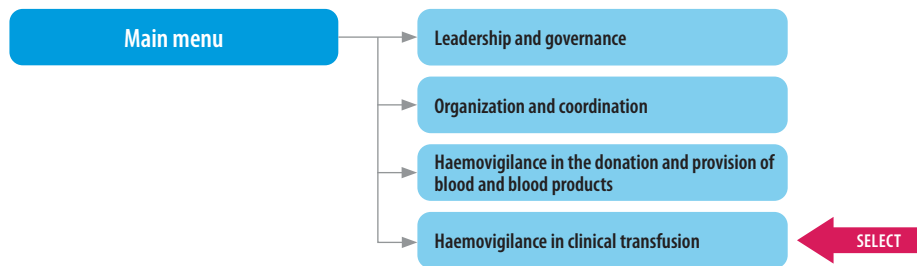 Main menu
Leadership and governance
Organization and coordination
Haemovigilance in the donation and provision of
blood and blood products
Haemovigilance in clinical transfusion
SELECT